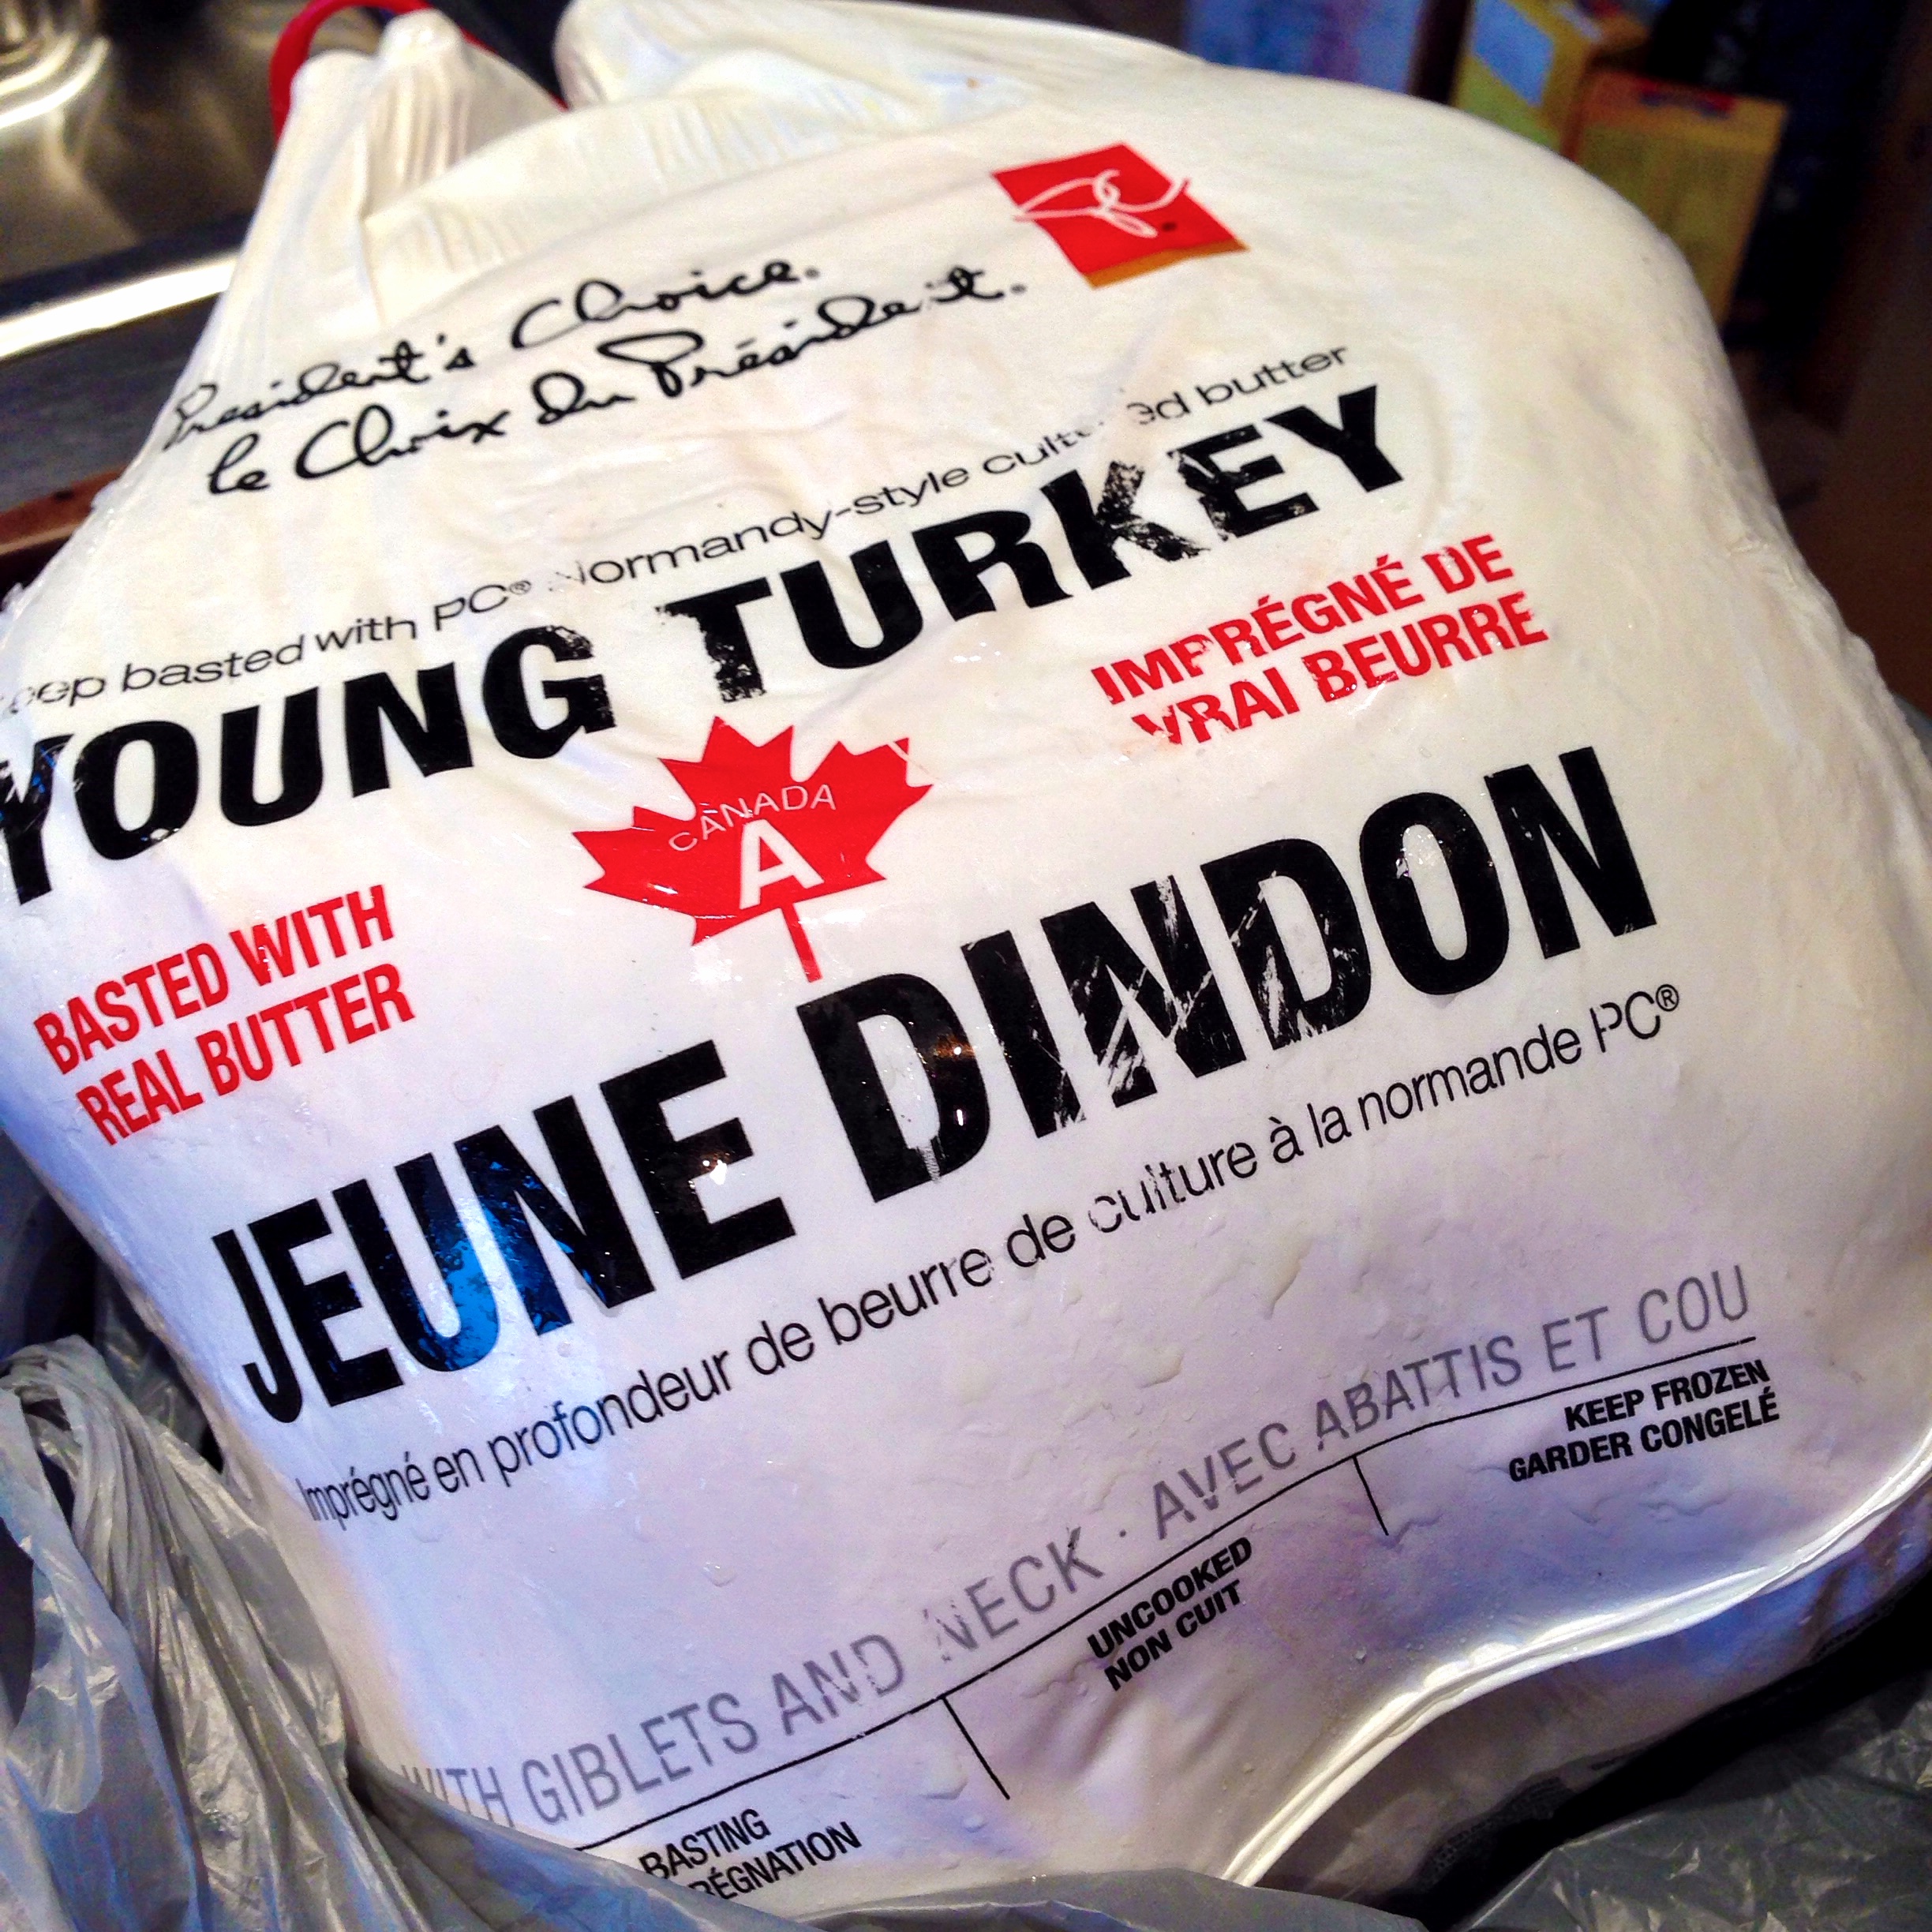 President's Choice.
le Choix du Président.
deep basted with PC® Normandy-style cultured butter
YOUNG TURKEY
IMPRÉGNÉ DE
VRAI BEURRE
CANADA
A
BASTED WITH
REAL BUTTER
JEUNE DINDON
Imprégné en profondeur de beurre de culture à la normande PC®
WITH GIBLETS AND NECK · AVEC ABATTIS ET COU
KEEP FROZEN
GARDER CONGELÉ
UNCOOKED
NON CUIT
BASTING